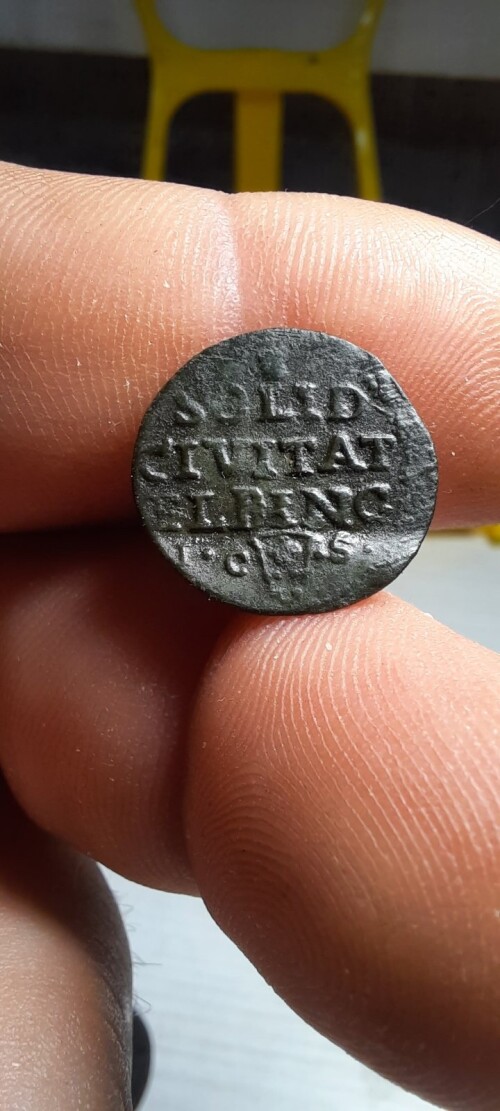 SOLID
CIVITAT
ELBING
I·C S·